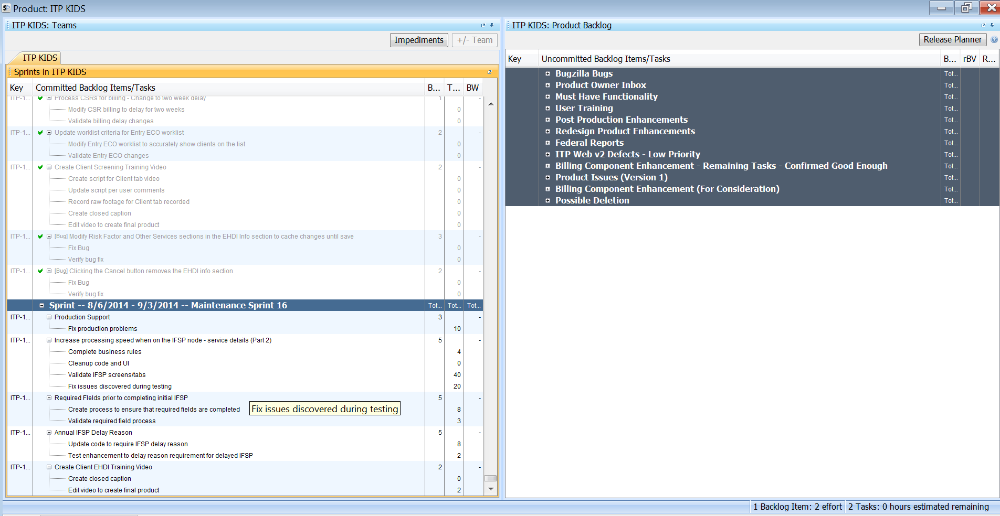 Product: ITP KIDS
ITP KIDS: Teams
Impediments
+/- Team
ITP KIDS
Sprints in ITP KIDS
Key Committed Backlog Items/Tasks B... T... BW
ITP-1... Process CSRs for billing - Change to two week delay 1 -
Modify CSR billing to delay for two weeks 0
Validate billing delay changes 0
ITP-1... Update worklist criteria for Entry ECO worklist 2 -
Modify Entry ECO worklist to accurately show clients on the list 0
Validate Entry ECO changes 0
ITP-1... Create Client Screening Training Video 2 -
Create script for Client tab video 0
Update script per user comments 0
Record raw footage for Client tab recorded 0
Create closed caption 0
Edit video to create final product 0
ITP-1... [Bug] Modify Risk Factor and Other Services sections in the EHDI Info section to cache changes until save 3 -
Fix Bug 0
Verify bug fix 0
ITP-1... [Bug] Clicking the Cancel button removes the EHDI info section 2 -
Fix Bug 0
Verify bug fix 0
Sprint -- 8/6/2014 - 9/3/2014 -- Maintenance Sprint 16 Tot... Tot... Tot...
ITP-1... Production Support 3 -
Fix production problems 10
ITP-1... Increase processing speed when on the IFSP node - service details (Part 2) 5 -
Complete business rules 4
Cleanup code and UI 0
Validate IFSP screens/tabs 40
Fix issues discovered during testing 20
ITP-1... Required FIelds prior to completing initial IFSP 5 -
Create process to ensure that required fields are completed 8
Fix issues discovered during testing
Validate required field process 3
ITP-1... Annual IFSP Delay Reason 5 -
Update code to require IFSP delay reason 8
Test enhancement to delay reason requirement for delayed IFSP 2
ITP-1... Create Client EHDI Training Video 2 -
Create closed caption 0
Edit video to create final product 2
ITP KIDS: Product Backlog
Release Planner
Key Uncommitted Backlog Items/Tasks B... rBV R...
Bugzilla Bugs Tot...
Product Owner Inbox Tot...
Must Have Functionality Tot...
User Training Tot...
Post Production Enhancements Tot...
Redesign Product Enhancements Tot...
Federal Reports Tot...
ITP Web v2 Defects - Low Priority Tot...
Billing Component Enhancement - Remaining Tasks - Confirmed Good Enough Tot...
Product Issues (Version 1) Tot...
Billing Component Enhancement (For Consideration) Tot...
Possible Deletion Tot...
1 Backlog Item: 2 effort 2 Tasks: 0 hours estimated remaining